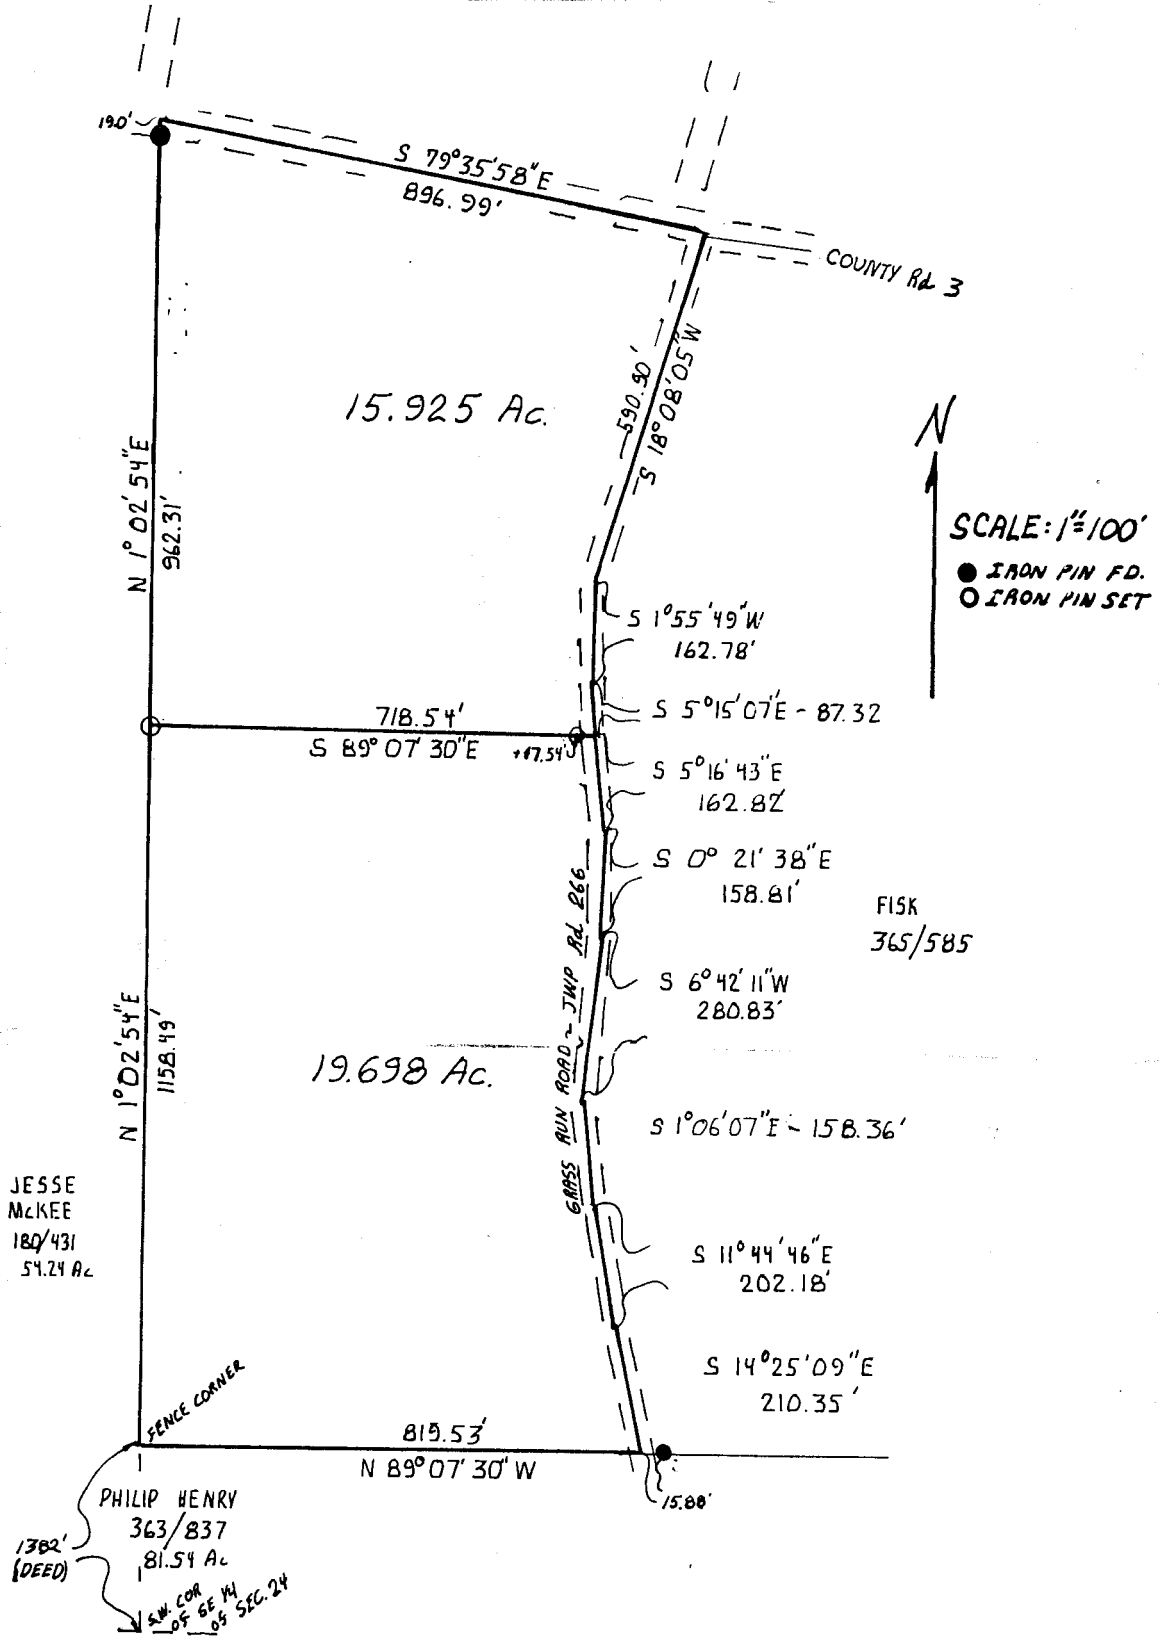 190'
S 79°35'58"E
896.99'
COUNTY Rd 3
590.90'
S 18°08'05"W
15.925 Ac.
N 1°02'54"E
962.31'
N
SCALE: 1"=100'
IRON PIN FD.
IRON PIN SET
S 1°55'49"W
162.78'
S 5°15'07"E - 87.32
718.54'
S 89°07'30"E
+17.54'
S 5°16'43"E
162.82'
S 0°21'38"E
158.81'
FISK
365/585
S 6°42'11"W
280.83'
GRASS RUN ROAD ~ JWP Rd. 266
19.698 Ac.
N 1°02'54"E
1158.49'
S 1°06'07"E - 158.36'
JESSE
McKEE
180/431
54.24 Ac
S 11°44'46"E
202.18'
S 14°25'09"E
210.35'
FENCE CORNER
819.53'
N 89°07'30"W
15.88'
PHILIP HENRY
363/837
81.54 Ac
1382'
(DEED)
S.W. COR
OF SE 1/4
OF SEC. 24